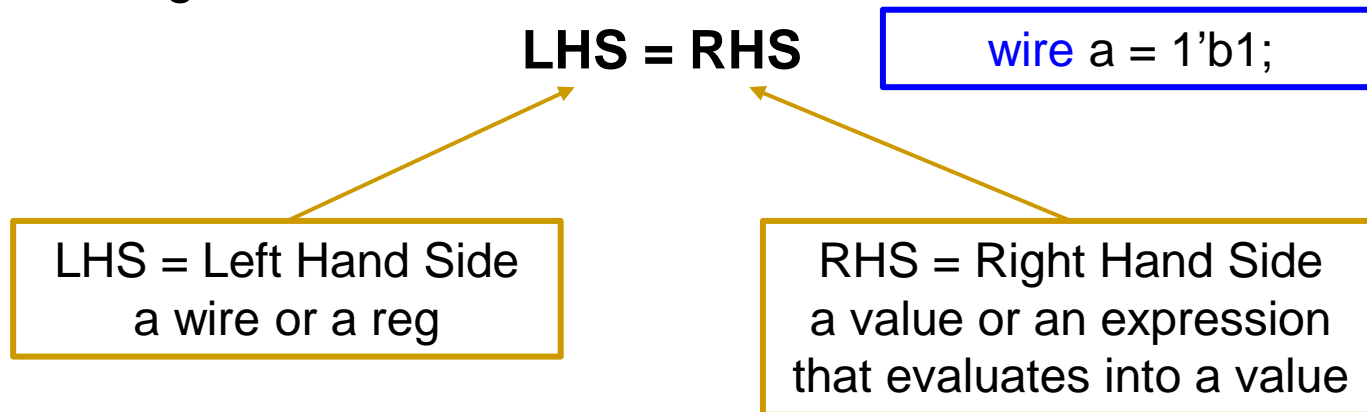 LHS = RHS
wire a = 1’b1;
LHS = Left Hand Side
a wire or a reg
RHS = Right Hand Side
a value or an expression
that evaluates into a value